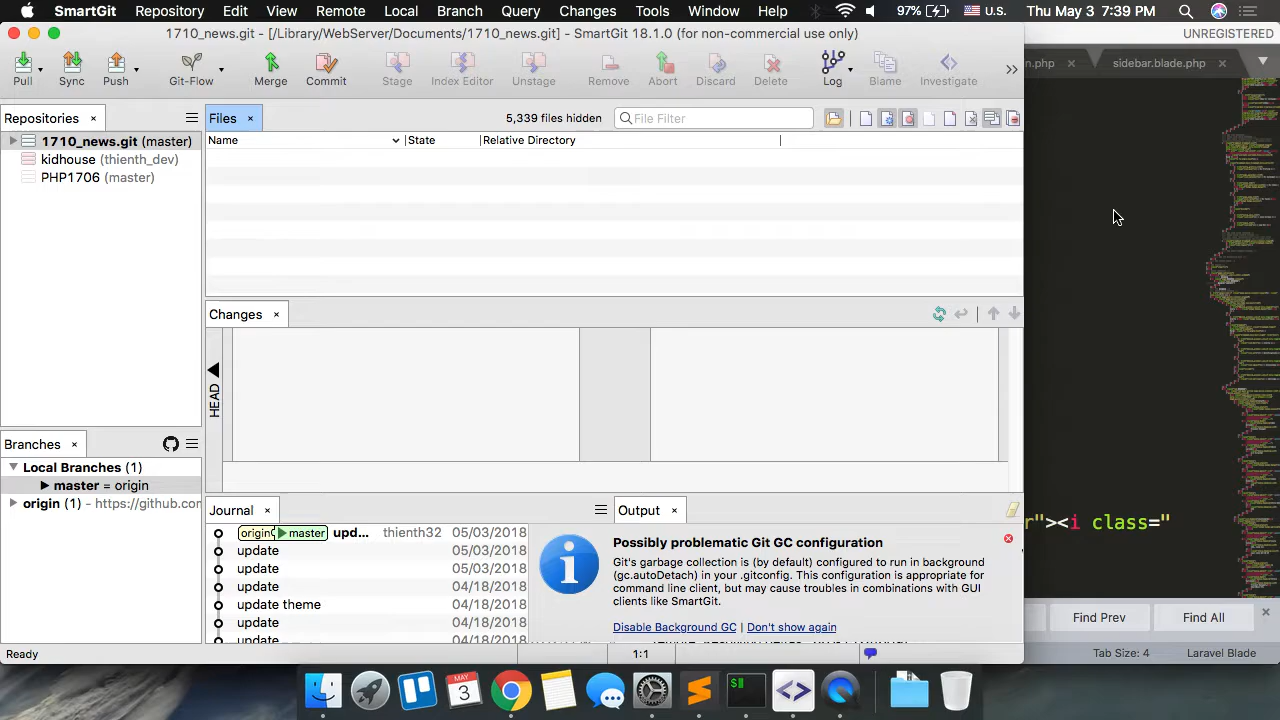 SmartGit Repository Edit View Remote Local Branch Query Changes Tools Window Help 97% U.S. Thu May 3 7:39 PM
1710_news.git - [/Library/WebServer/Documents/1710_news.git] - SmartGit 18.1.0 (for non-commercial use only)
UNREGISTERED
Pull Sync Push Git-Flow Merge Commit Stage Index Editor Unstage Remove Abort Discard Delete Log Blame Investigate
n.php sidebar.blade.php
Repositories
1710_news.git (master)
kidhouse (thienth_dev)
PHP1706 (master)
Files
File Filter
Name State Relative Directory
Changes
HEAD
Branches
Local Branches (1)
master = origin
origin (1) - https://github.com
Journal
origin master upd... thienth32 05/03/2018
update 05/03/2018
update 05/03/2018
update 04/18/2018
update theme 04/18/2018
update 04/18/2018
update 04/18/2018
Output
Possibly problematic Git GC configuration
Git garbage collection is (by default) configured to run in background
(gc.autoDetach) in your gitconfig. This configuration is appropriate for
command line client, but may cause troubles in combinations with GUI
clients like SmartGit.
Disable Background GC | Don't show again
r"><i class="
Find Prev Find All
Ready 1:1
Tab Size: 4 Laravel Blade
MAY
3
$